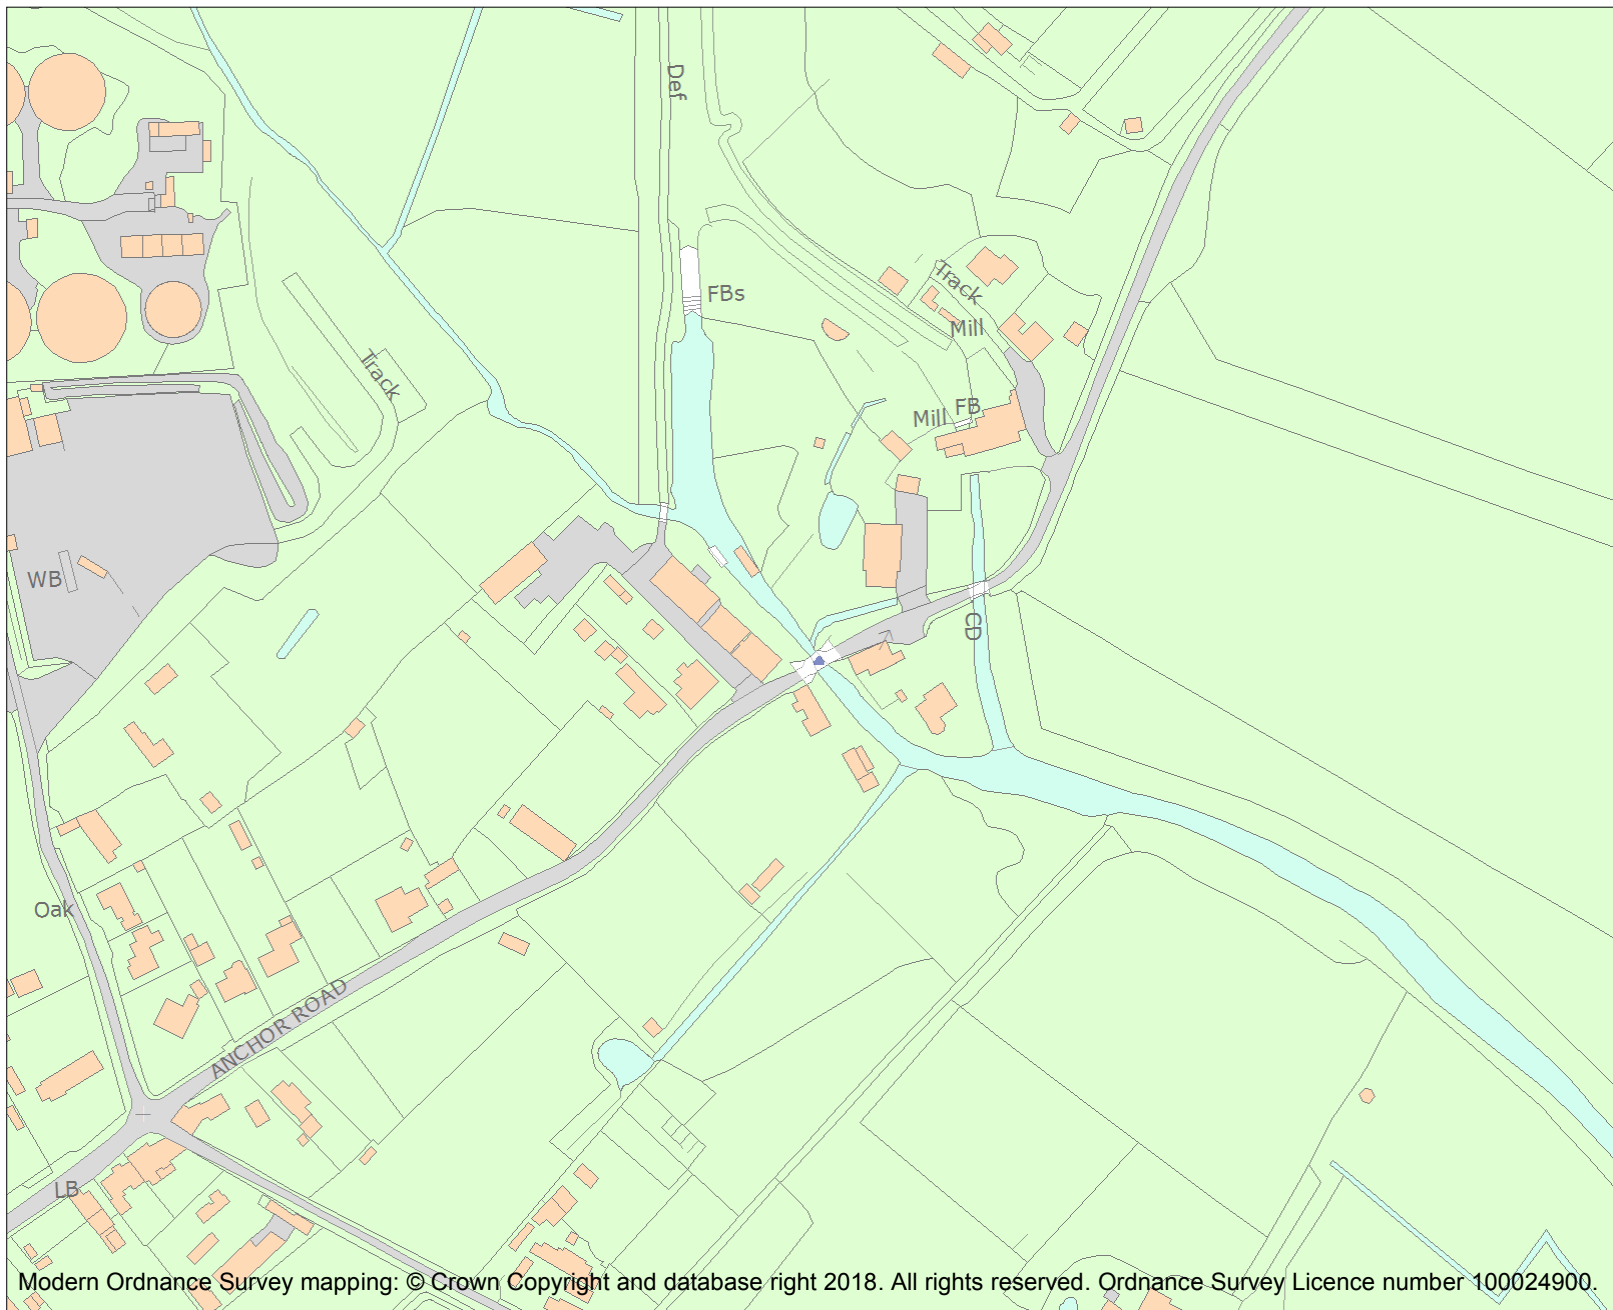 Def
FBs
Track
Mill
Track
Mill
FB
WB
CD
Oak
ANCHOR ROAD
LB
Modern Ordnance Survey mapping: © Crown Copyright and database right 2018. All rights reserved. Ordnance Survey Licence number 100024900.